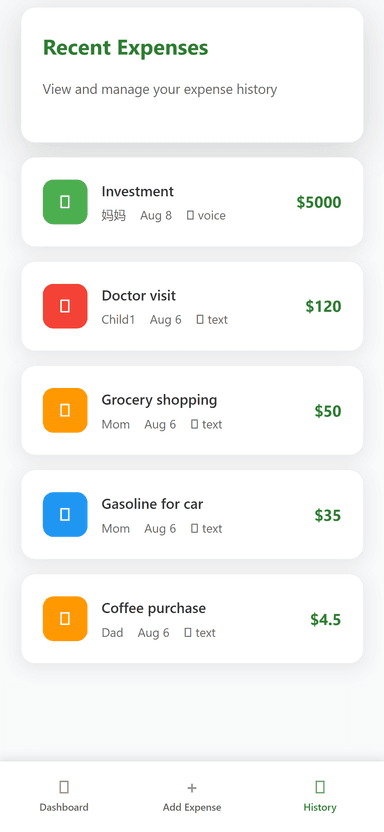 Recent Expenses
View and manage your expense history
Investment
$5000
妈妈 Aug 8 voice
Doctor visit
$120
Child1 Aug 6 text
Grocery shopping
$50
Mom Aug 6 text
Gasoline for car
$35
Mom Aug 6 text
Coffee purchase
$4.5
Dad Aug 6 text
+
Dashboard Add Expense History